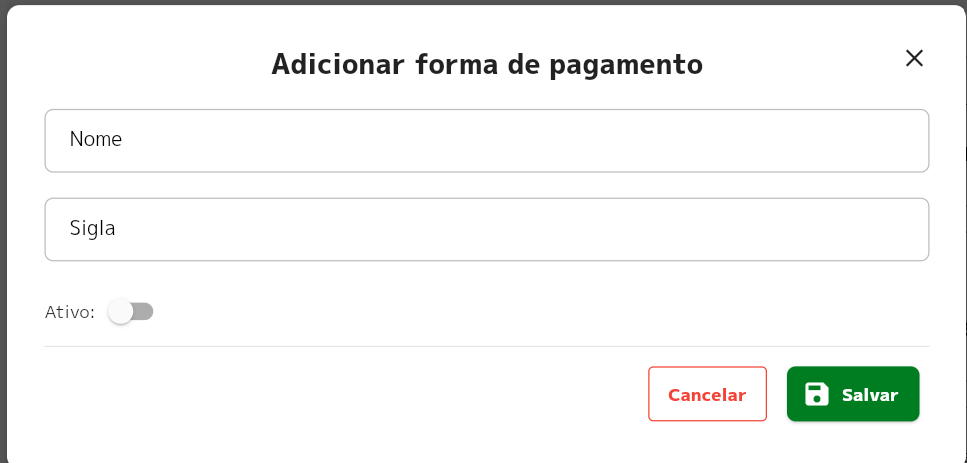 Adicionar forma de pagamento
Nome
Sigla
Ativo:
Cancelar
Salvar